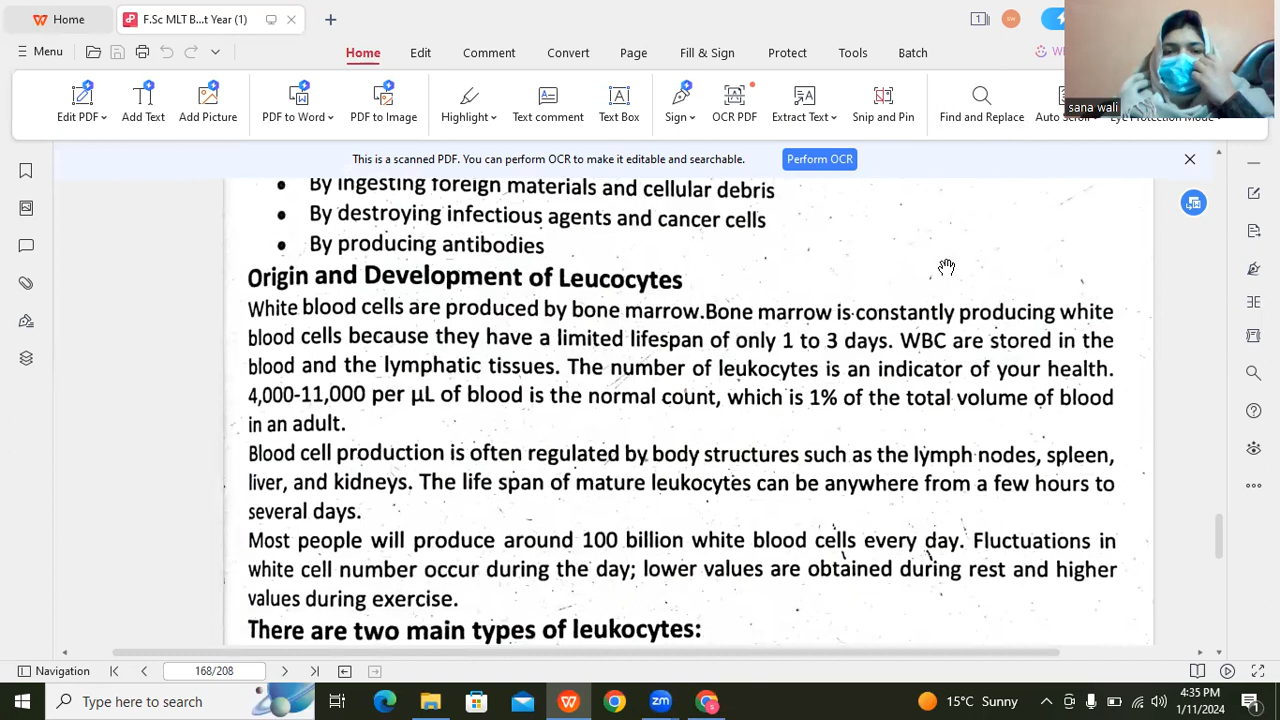 Home
F.Sc MLT B...t Year (1)
1
SW
Menu
Home
Edit
Comment
Convert
Page
Fill & Sign
Protect
Tools
Batch
Edit PDF
Add Text
Add Picture
PDF to Word
PDF to Image
Highlight
Text comment
Text Box
Sign
OCR PDF
Extract Text
Snip and Pin
Find and Replace
Auto Scroll
Eye Protection Mode
sana wali
This is a scanned PDF. You can perform OCR to make it editable and searchable.
Perform OCR
• By ingesting foreign materials and cellular debris
• By destroying infectious agents and cancer cells
• By producing antibodies
Origin and Development of Leucocytes
White blood cells are produced by bone marrow.Bone marrow is constantly producing white
blood cells because they have a limited lifespan of only 1 to 3 days. WBC are stored in the
blood and the lymphatic tissues. The number of leukocytes is an indicator of your health.
4,000-11,000 per μL of blood is the normal count, which is 1% of the total volume of blood
in an adult.
Blood cell production is often regulated by body structures such as the lymph nodes, spleen,
liver, and kidneys. The life span of mature leukocytes can be anywhere from a few hours to
several days.
Most people will produce around 100 billion white blood cells every day. Fluctuations in
white cell number occur during the day; lower values are obtained during rest and higher
values during exercise.
There are two main types of leukocytes:
Navigation
168/208
Type here to search
15°C Sunny
4:35 PM
1/11/2024